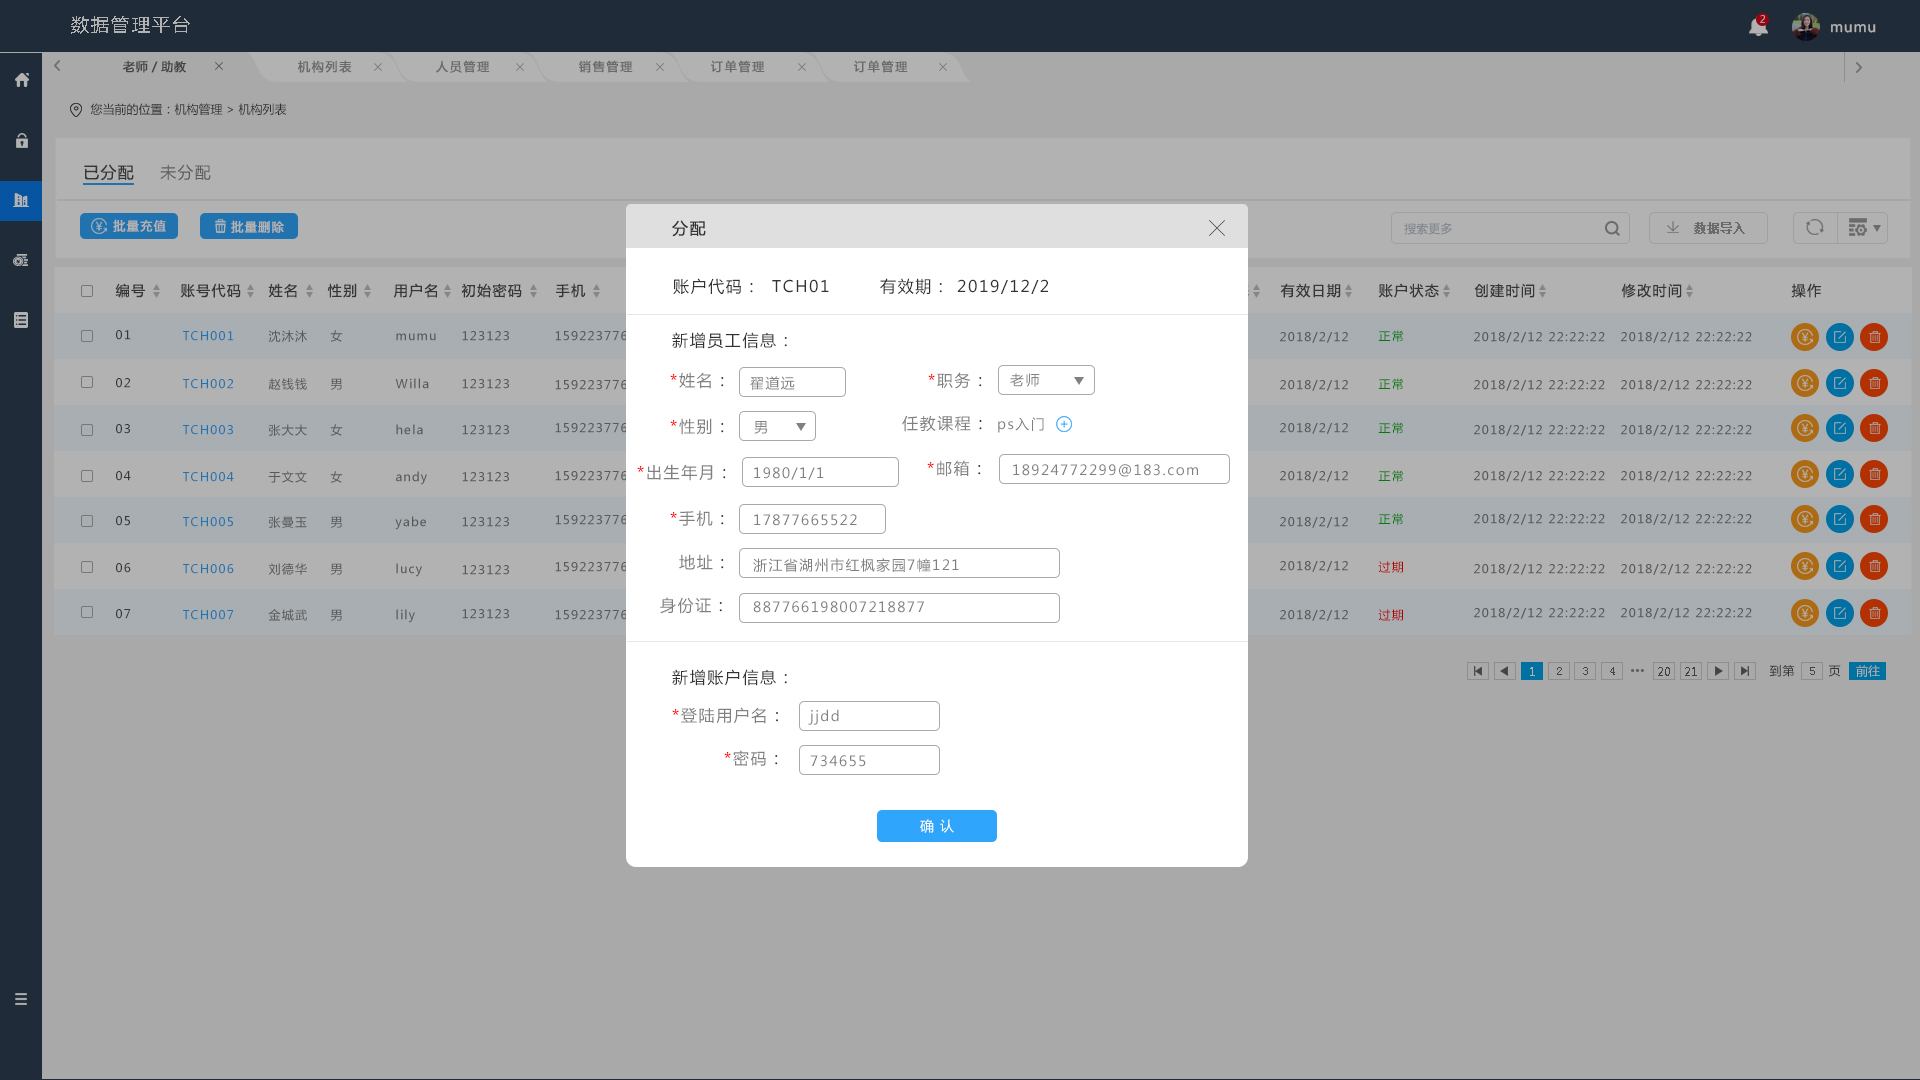 数据管理平台
2
mumu
老师 / 助教
机构列表
人员管理
销售管理
订单管理
订单管理
您当前的位置：机构管理 > 机构列表
已分配
未分配
批量充值
批量删除
搜索更多
数据导入
编号 账号代码 姓名 性别 用户名 初始密码 手机 有效日期 账户状态 创建时间 修改时间 操作
01 TCH001 沈沐沐 女 mumu 123123 159223776 2018/2/12 正常 2018/2/12 22:22:22 2018/2/12 22:22:22
02 TCH002 赵钱钱 男 Willa 123123 159223776 2018/2/12 正常 2018/2/12 22:22:22 2018/2/12 22:22:22
03 TCH003 张大大 女 hela 123123 159223776 2018/2/12 正常 2018/2/12 22:22:22 2018/2/12 22:22:22
04 TCH004 于文文 女 andy 123123 159223776 2018/2/12 正常 2018/2/12 22:22:22 2018/2/12 22:22:22
05 TCH005 张曼玉 男 yabe 123123 159223776 2018/2/12 正常 2018/2/12 22:22:22 2018/2/12 22:22:22
06 TCH006 刘德华 男 lucy 123123 159223776 2018/2/12 过期 2018/2/12 22:22:22 2018/2/12 22:22:22
07 TCH007 金城武 男 lily 123123 159223776 2018/2/12 过期 2018/2/12 22:22:22 2018/2/12 22:22:22
1 2 3 4 ··· 20 21 到第 5 页 前往
分配
账户代码： TCH01 有效期： 2019/12/2
新增员工信息：
*姓名： 翟道远 *职务： 老师
*性别： 男 任教课程： ps入门
*出生年月： 1980/1/1 *邮箱： 18924772299@183.com
*手机： 17877665522
地址： 浙江省湖州市红枫家园7幢121
身份证： 887766198007218877
新增账户信息：
*登陆用户名： jjdd
*密码： 734655
确 认